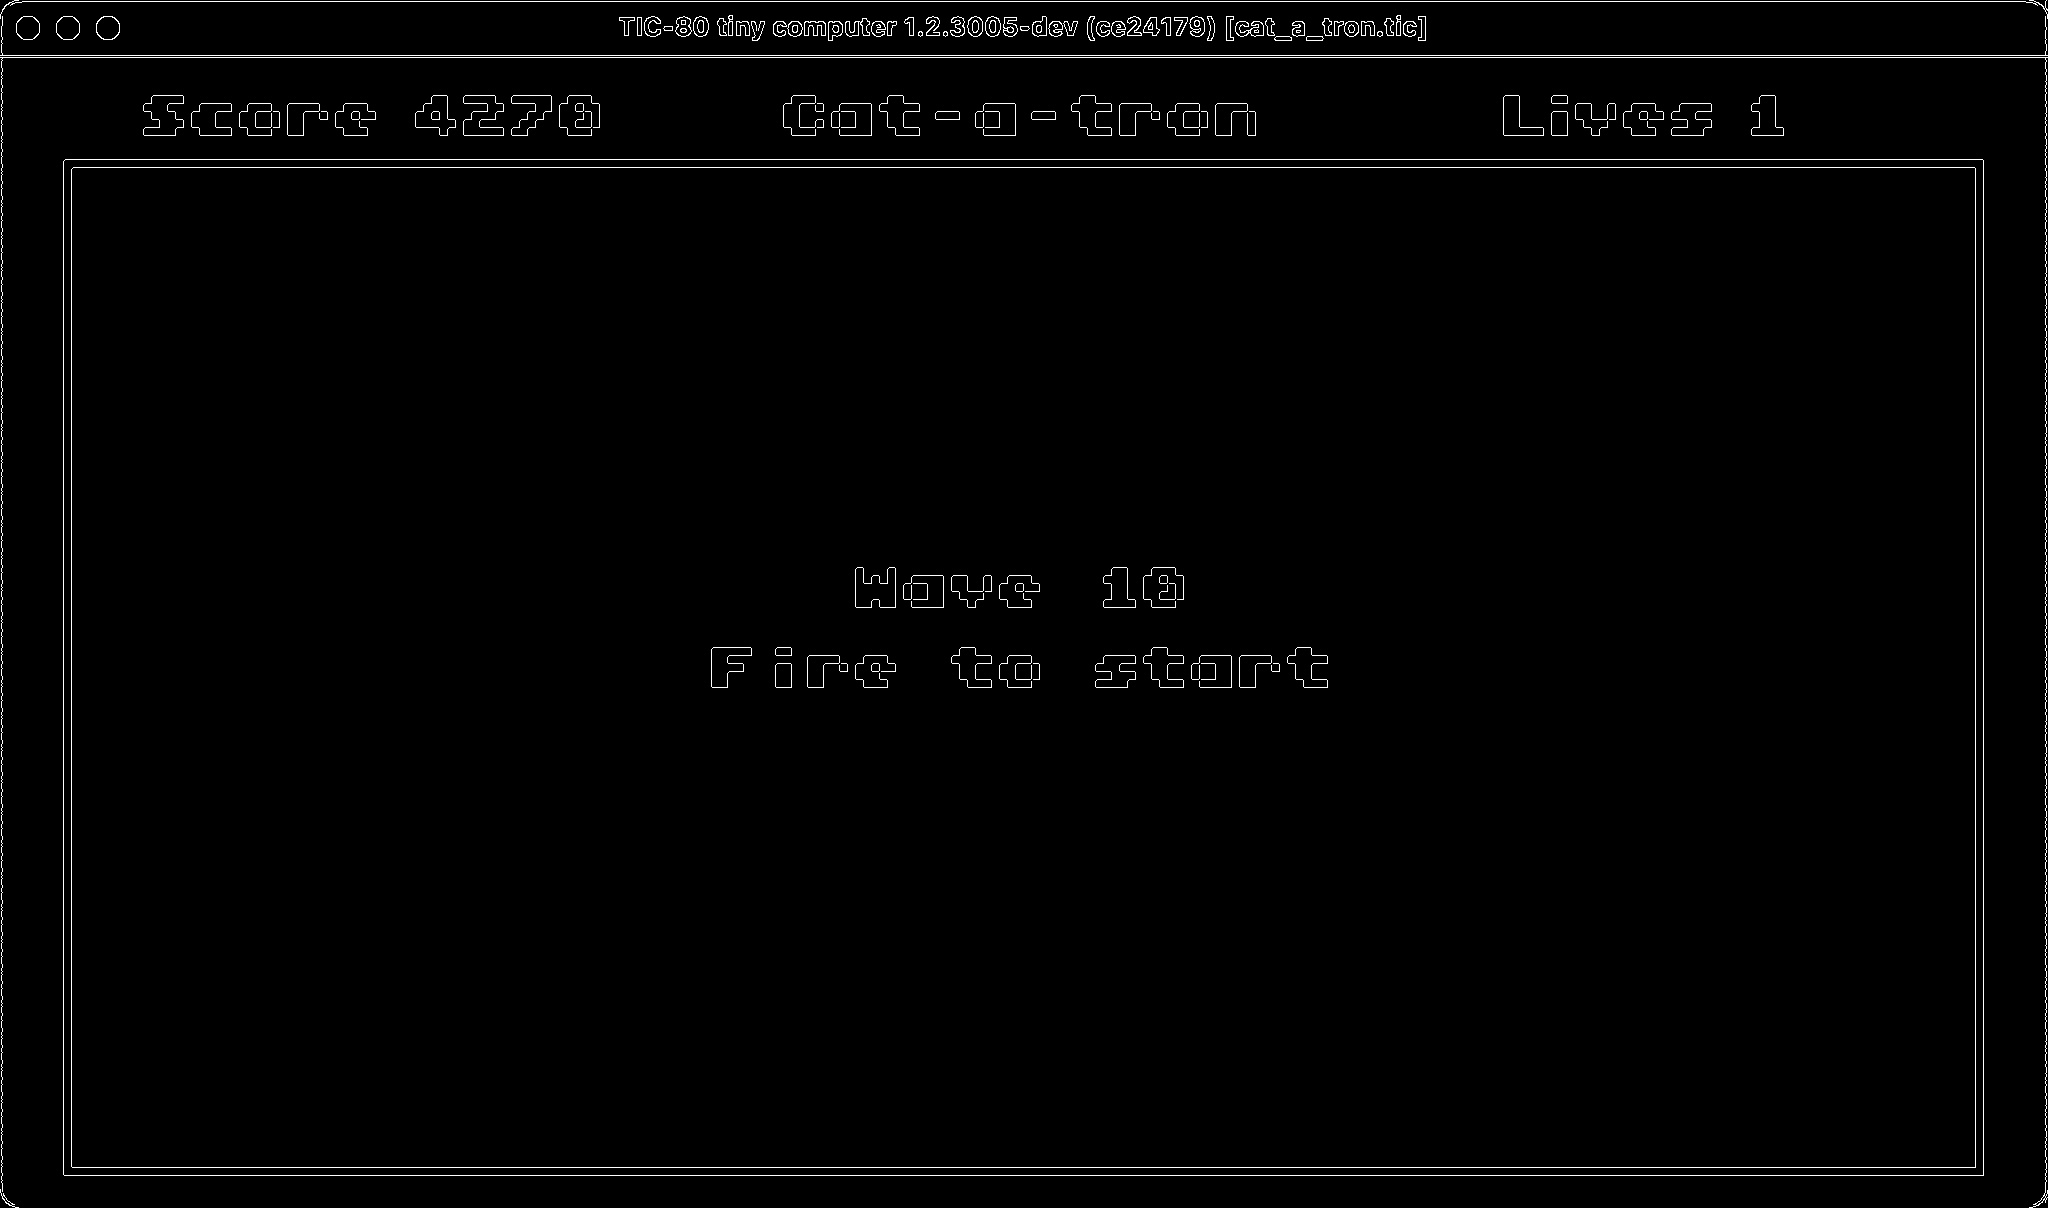 TIC-80 tiny computer 1.2.3005-dev (ce24179) [cat_a_tron.tic]
Score 4270 Cat-a-tron Lives 1
Wave 10
Fire to start